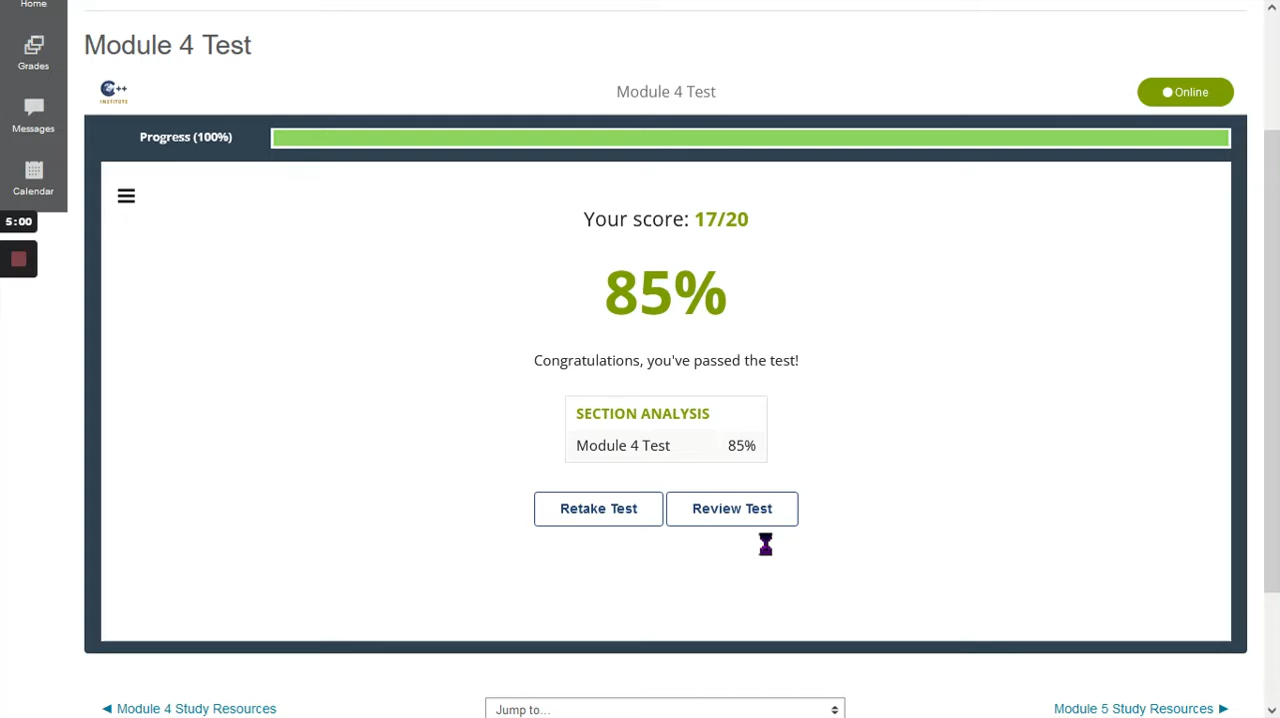 Home
Module 4 Test
Grades
C++
INSTITUTE
Module 4 Test
Online
Messages
Progress (100%)
Calendar
5:00
Your score: 17/20
85%
Congratulations, you've passed the test!
SECTION ANALYSIS
Module 4 Test 85%
Retake Test Review Test
◄ Module 4 Study Resources
Jump to...
Module 5 Study Resources ►